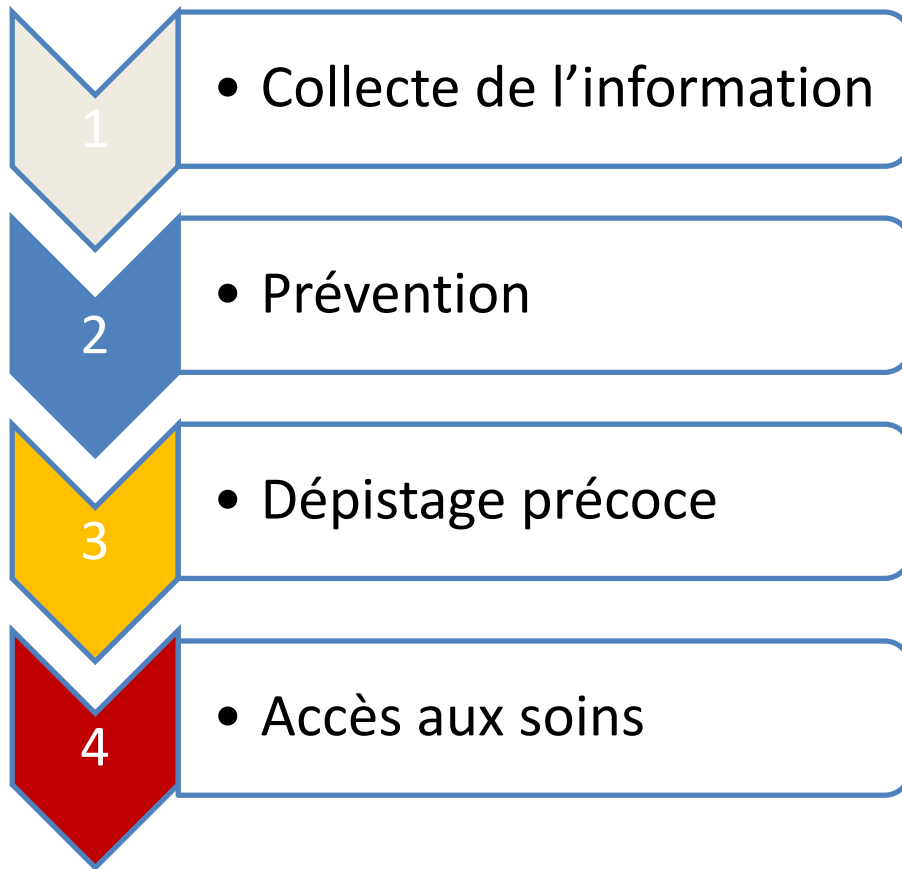 1
• Collecte de l’information
2
• Prévention
3
• Dépistage précoce
4
• Accès aux soins